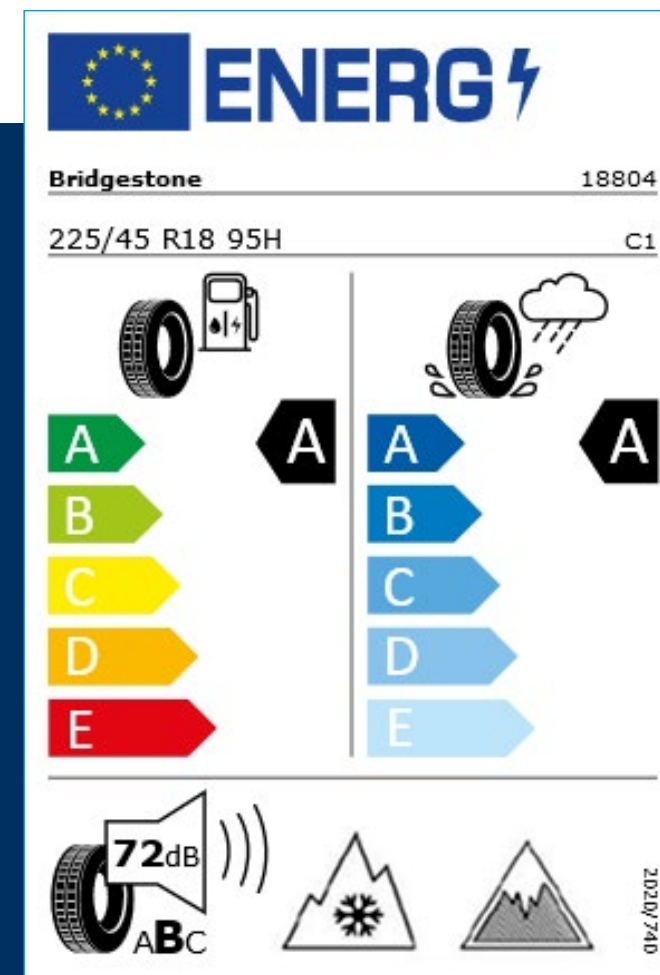 ENERG
Bridgestone 18804
225/45 R18 95H C1
A A A A
B B
C C
D D
E E
72dB
ABC
2020/740